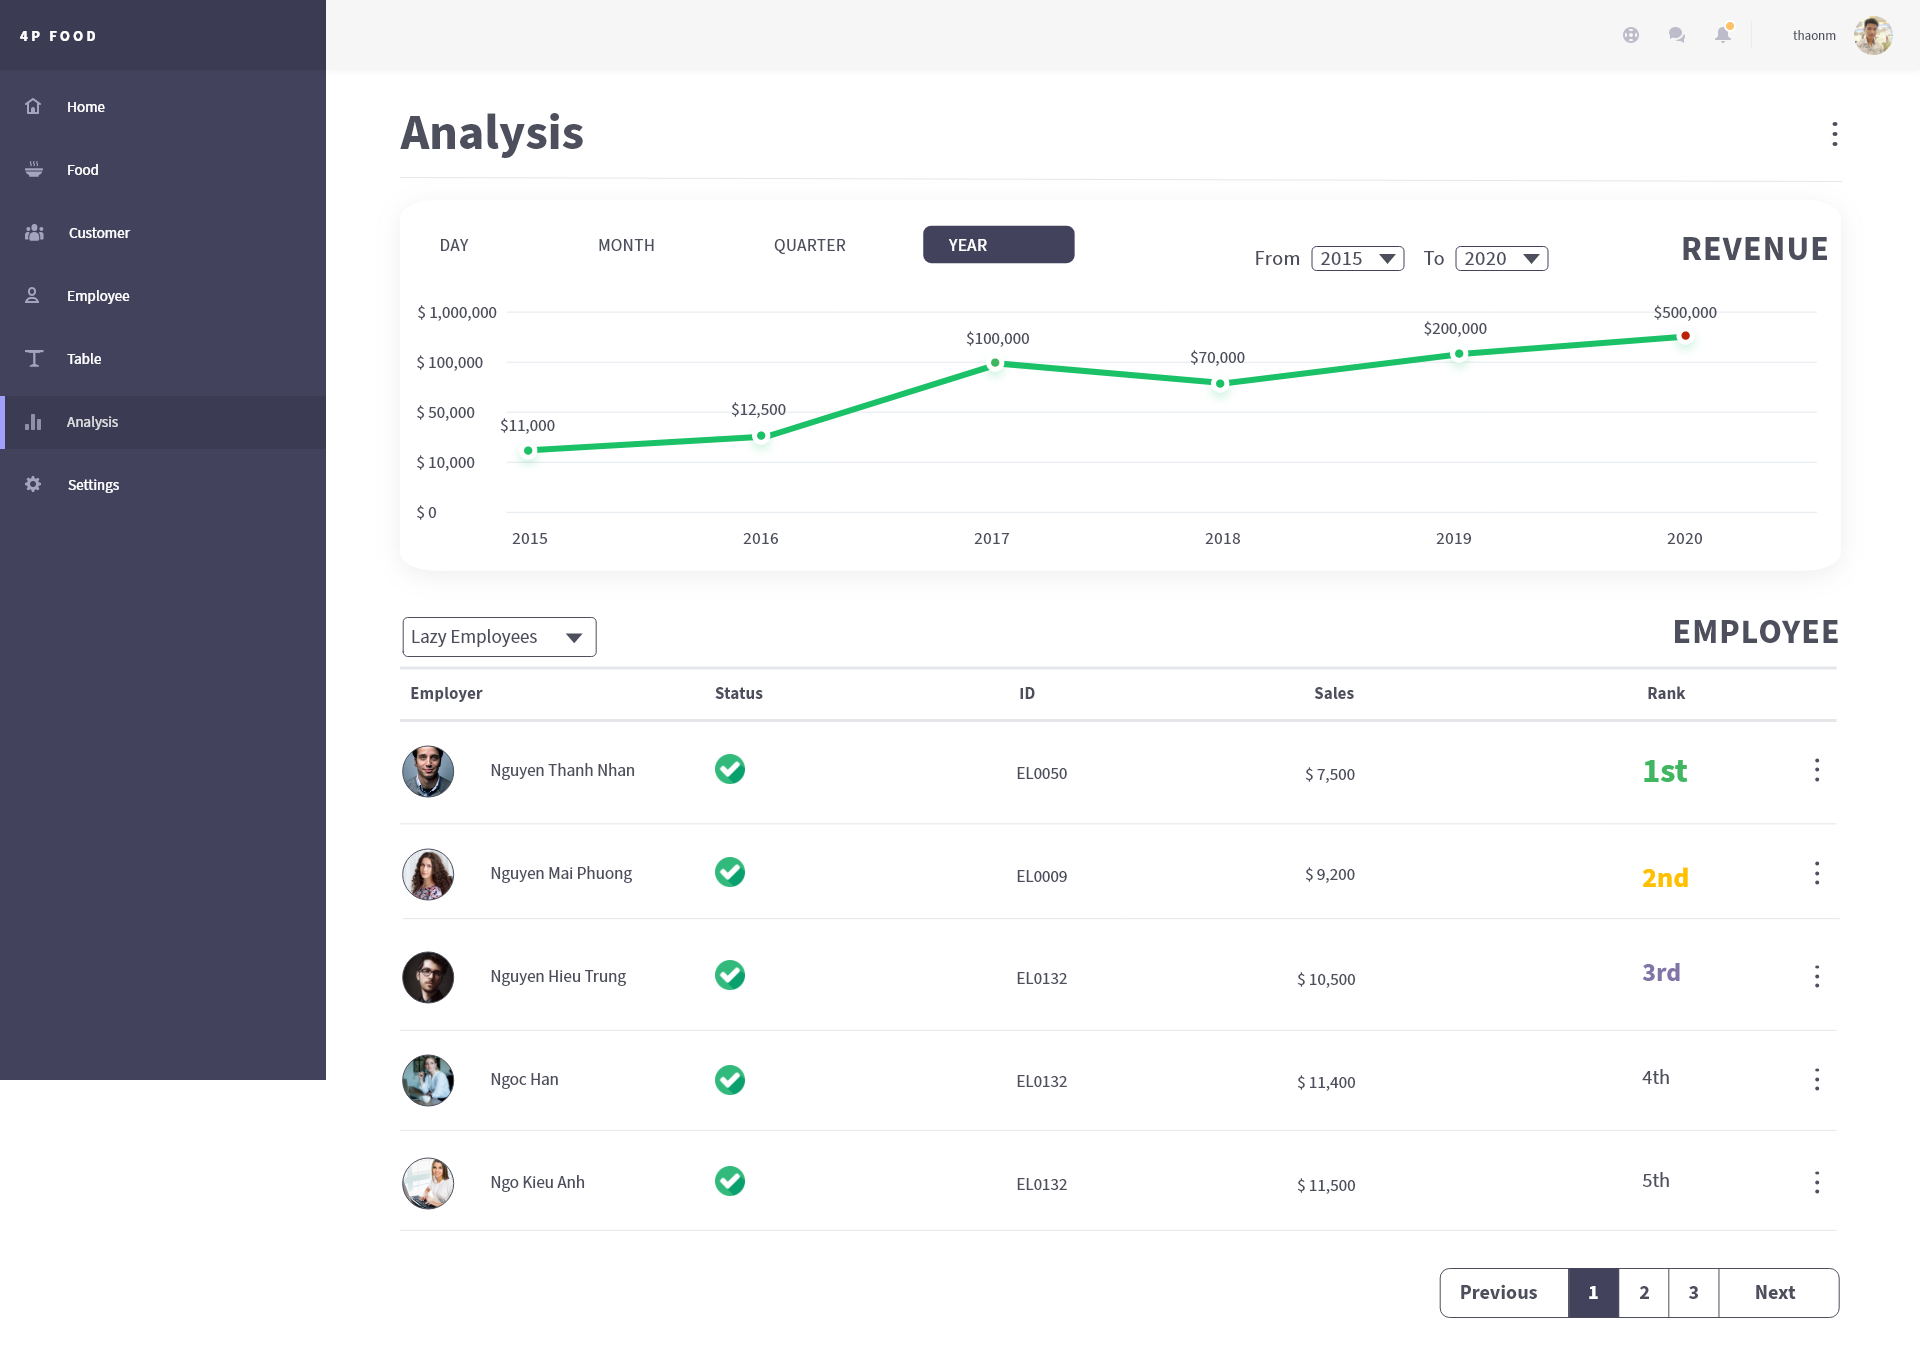 4P FOOD
thaonm
Home
Food
Customer
Employee
Table
Analysis
Settings
Analysis
DAY MONTH QUARTER YEAR
From 2015 To 2020
REVENUE
$ 1,000,000
$ 100,000
$ 50,000
$ 10,000
$ 0
$11,000
$12,500
$100,000
$70,000
$200,000
$500,000
2015 2016 2017 2018 2019 2020
Lazy Employees
EMPLOYEE
Employer Status ID Sales Rank
Nguyen Thanh Nhan EL0050 $ 7,500 1st
Nguyen Mai Phuong EL0009 $ 9,200 2nd
Nguyen Hieu Trung EL0132 $ 10,500 3rd
Ngoc Han EL0132 $ 11,400 4th
Ngo Kieu Anh EL0132 $ 11,500 5th
Previous 1 2 3 Next